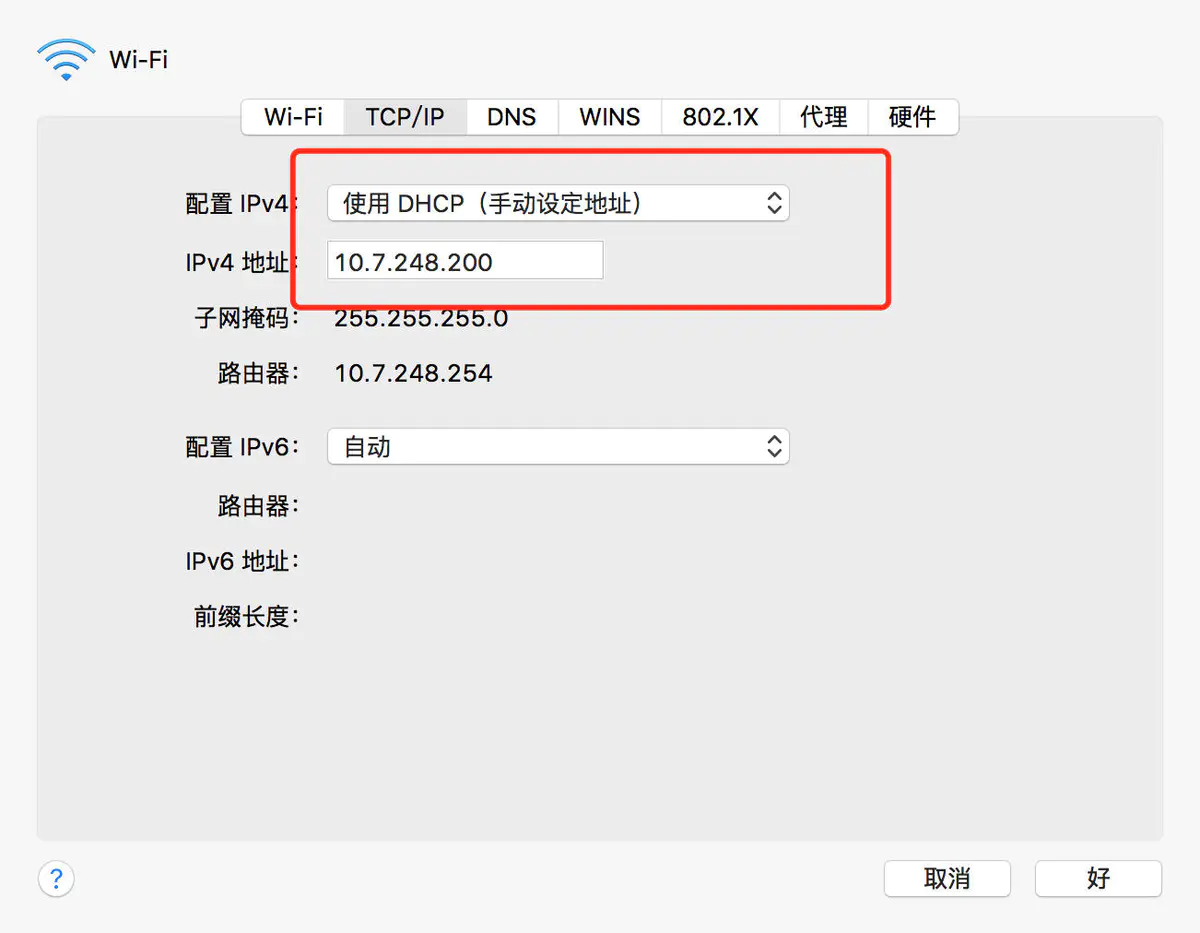 Wi-Fi
Wi-Fi TCP/IP DNS WINS 802.1X 代理 硬件
配置 IPv4: 使用 DHCP（手动设定地址）
IPv4 地址: 10.7.248.200
子网掩码: 255.255.255.0
路由器: 10.7.248.254
配置 IPv6: 自动
路由器:
IPv6 地址:
前缀长度:
? 取消 好